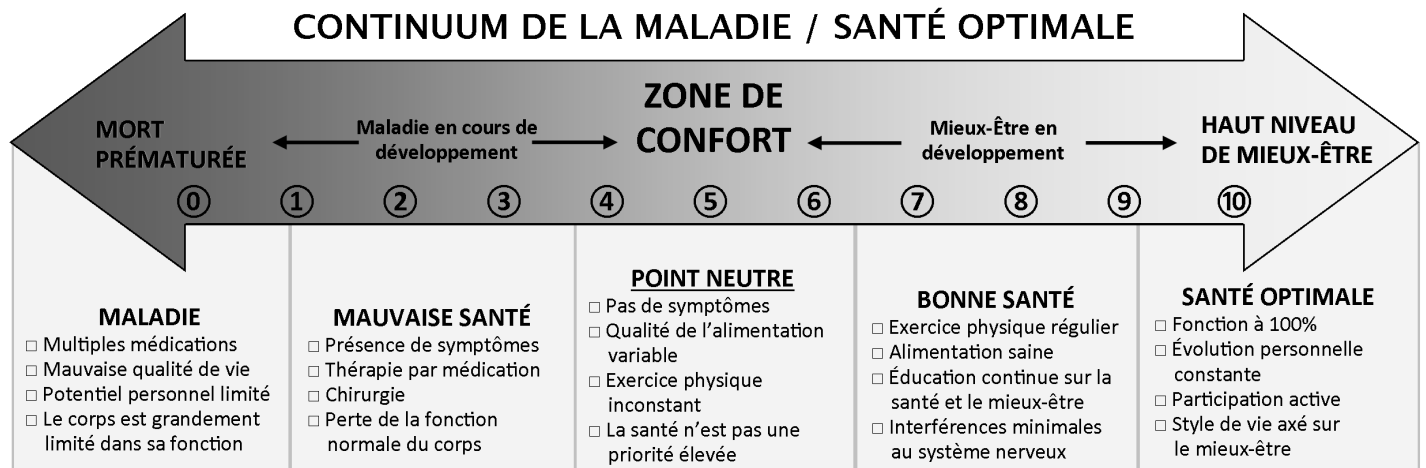 CONTINUUM DE LA MALADIE / SANTÉ OPTIMALE
MORT
PRÉMATURÉE
Maladie en cours de
développement
ZONE DE
CONFORT
Mieux-Être en
développement
HAUT NIVEAU
DE MIEUX-ÊTRE
0 1 2 3 4 5 6 7 8 9 10
MALADIE
□ Multiples médications
□ Mauvaise qualité de vie
□ Potentiel personnel limité
□ Le corps est grandement
limité dans sa fonction
MAUVAISE SANTÉ
□ Présence de symptômes
□ Thérapie par médication
□ Chirurgie
□ Perte de la fonction
normale du corps
POINT NEUTRE
□ Pas de symptômes
□ Qualité de l’alimentation
variable
□ Exercice physique
inconstant
□ La santé n’est pas une
priorité élevée
BONNE SANTÉ
□ Exercice physique régulier
□ Alimentation saine
□ Éducation continue sur la
santé et le mieux-être
□ Interférences minimales
au système nerveux
SANTÉ OPTIMALE
□ Fonction à 100%
□ Évolution personnelle
constante
□ Participation active
□ Style de vie axé sur
le mieux-être